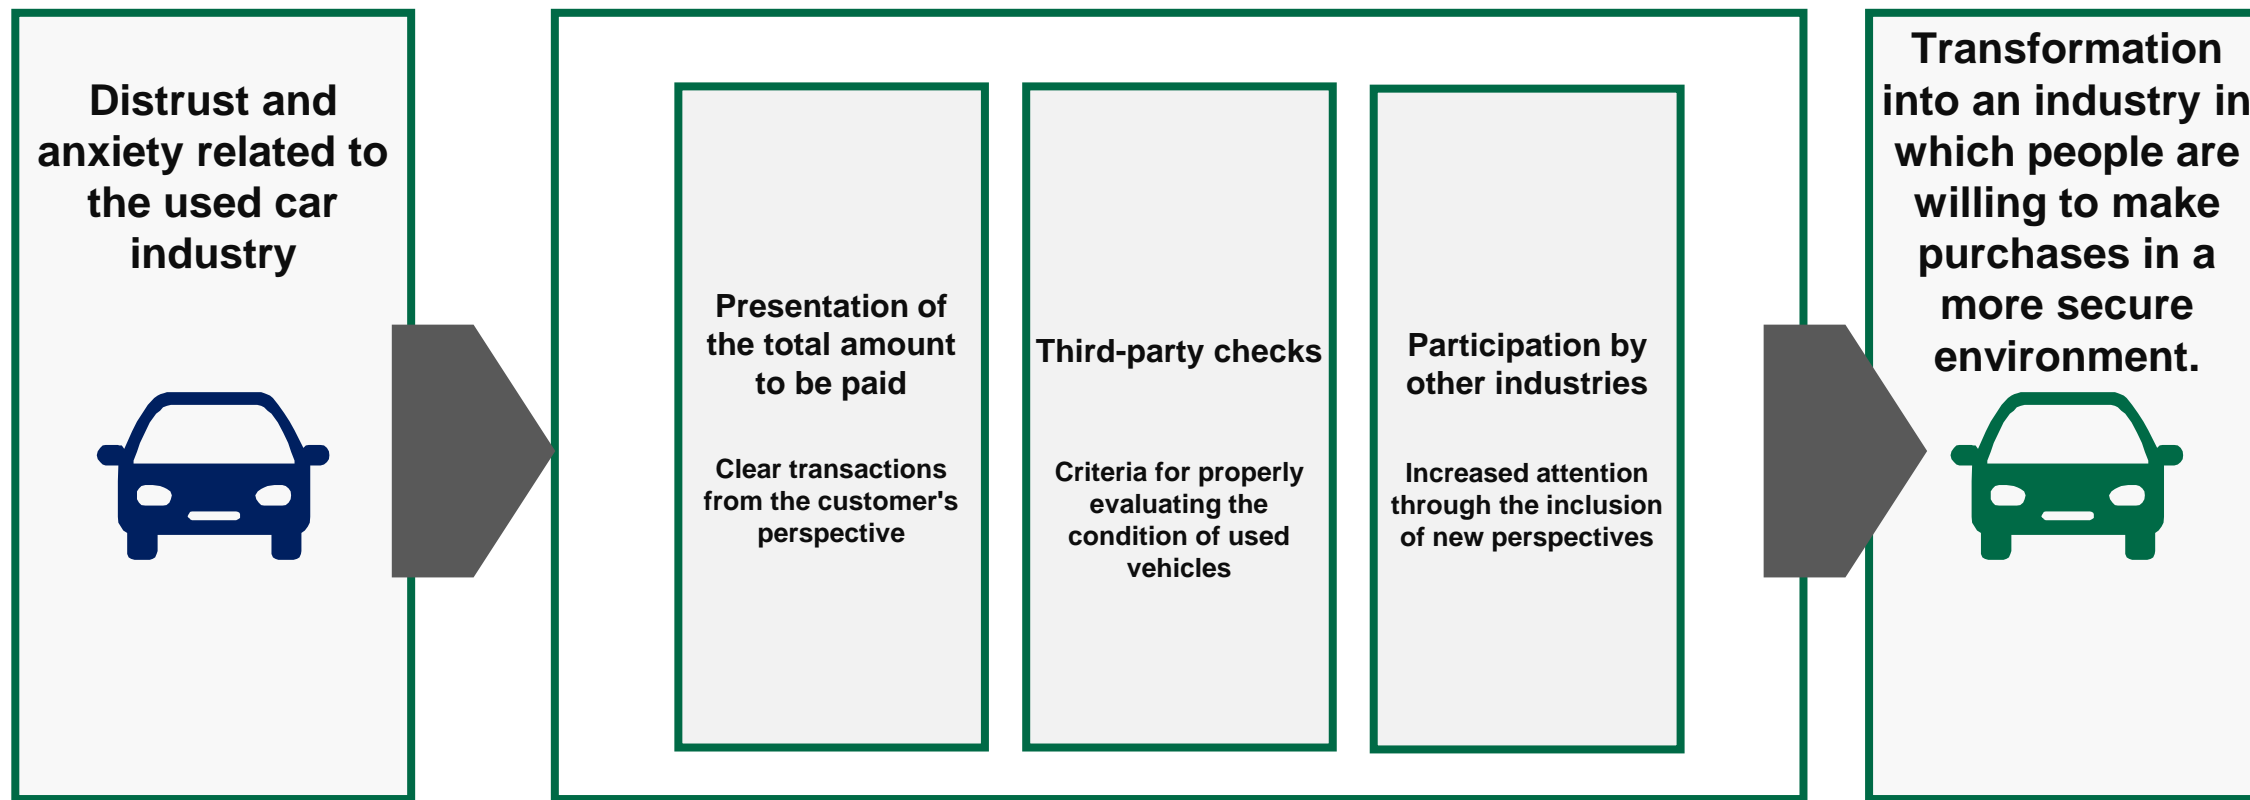 Distrust and
anxiety related to
the used car
industry
Presentation of
the total amount
to be paid
Clear transactions
from the customer's
perspective
Third-party checks
Criteria for properly
evaluating the
condition of used
vehicles
Participation by
other industries
Increased attention
through the inclusion
of new perspectives
Transformation
into an industry in
which people are
willing to make
purchases in a
more secure
environment.